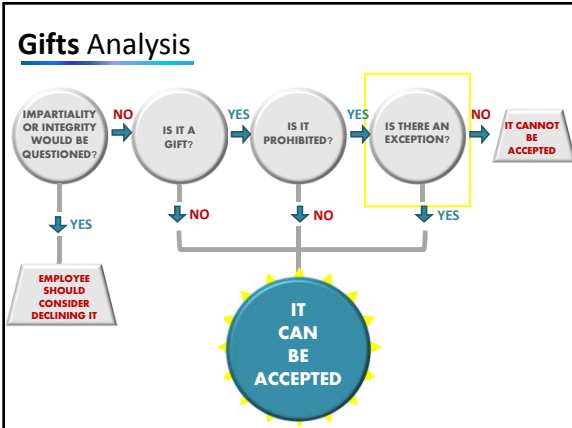 Gifts Analysis
IMPARTIALITY
OR INTEGRITY
WOULD BE
QUESTIONED?
NO
IS IT A
GIFT?
YES
IS IT
PROHIBITED?
YES
IS THERE AN
EXCEPTION?
NO
IT CANNOT
BE
ACCEPTED
YES
NO
NO
YES
EMPLOYEE
SHOULD
CONSIDER
DECLINING IT
IT
CAN
BE
ACCEPTED